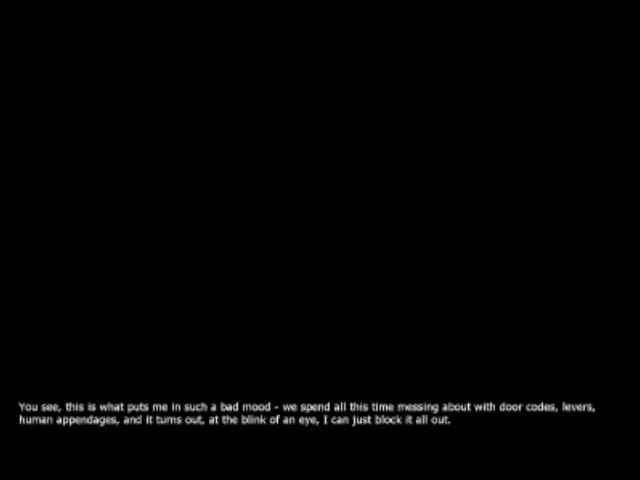 You see, this is what puts me in such a bad mood - we spend all this time messing about with door codes, levers,
human appendages, and it turns out, at the blink of an eye, I can just block it all out.